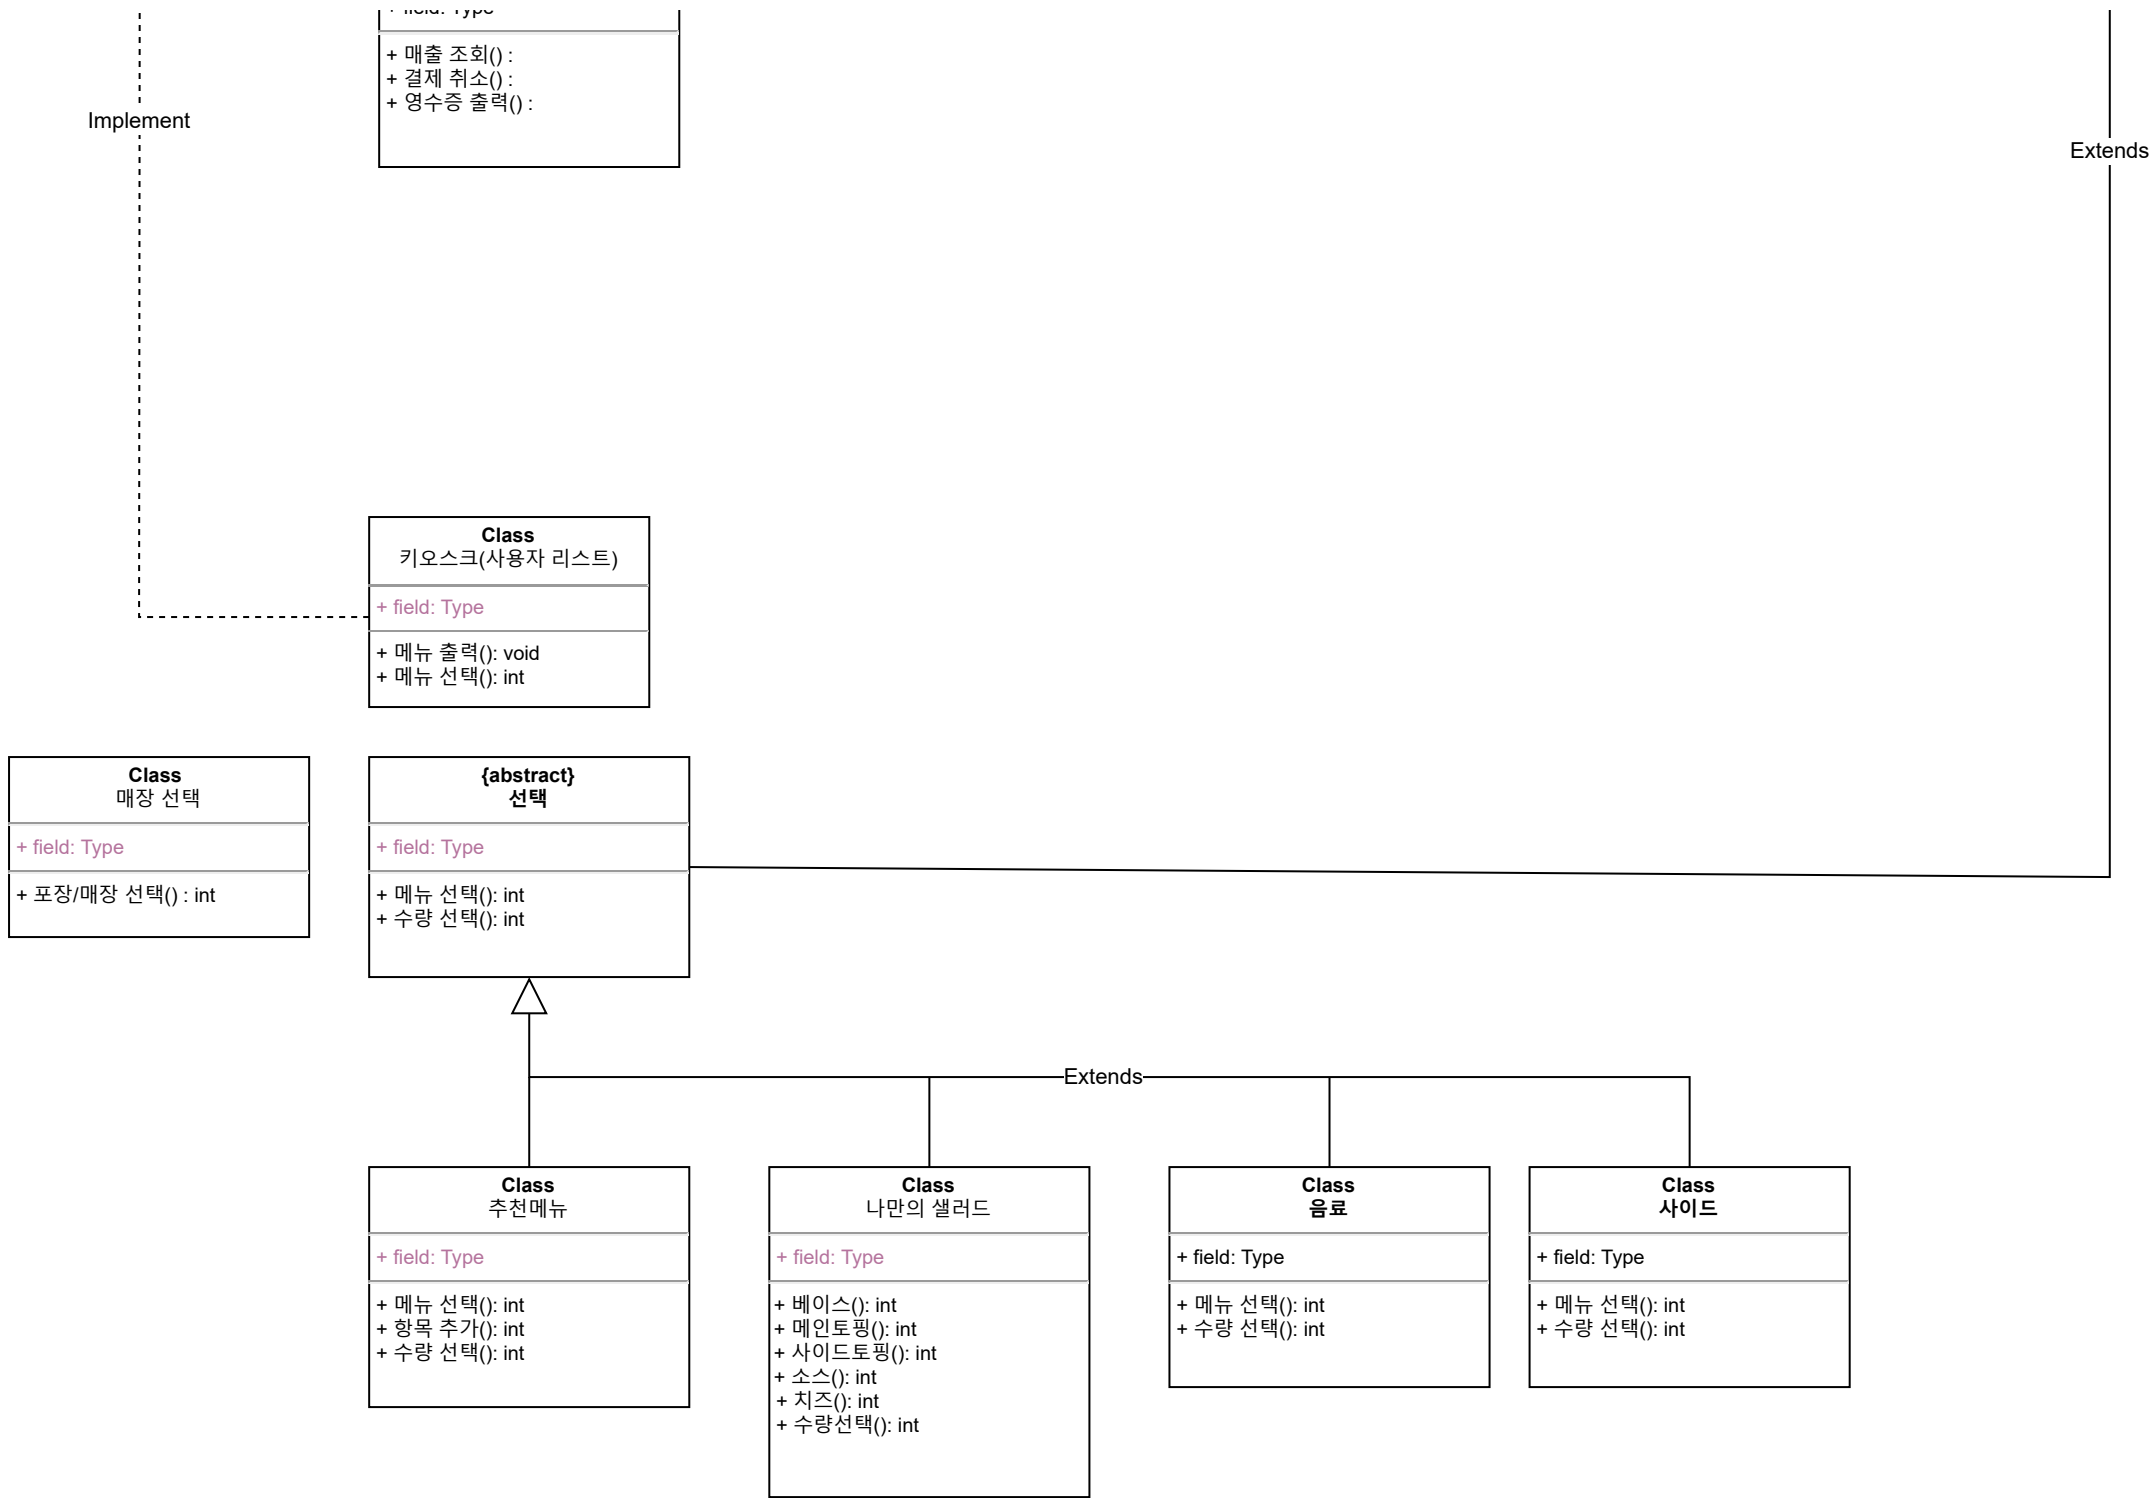 + field: Type
+ 매출 조회() :
+ 결제 취소() :
+ 영수증 출력() :
Implement
Extends
Class
키오스크(사용자 리스트)
+ field: Type
+ 메뉴 출력(): void
+ 메뉴 선택(): int
Class
매장 선택
+ field: Type
+ 포장/매장 선택() : int
{abstract}
선택
+ field: Type
+ 메뉴 선택(): int
+ 수량 선택(): int
Extends
Class
추천메뉴
+ field: Type
+ 메뉴 선택(): int
+ 항목 추가(): int
+ 수량 선택(): int
Class
나만의 샐러드
+ field: Type
+ 베이스(): int
+ 메인토핑(): int
+ 사이드토핑(): int
+ 소스(): int
+ 치즈(): int
+ 수량선택(): int
Class
음료
+ field: Type
+ 메뉴 선택(): int
+ 수량 선택(): int
Class
사이드
+ field: Type
+ 메뉴 선택(): int
+ 수량 선택(): int